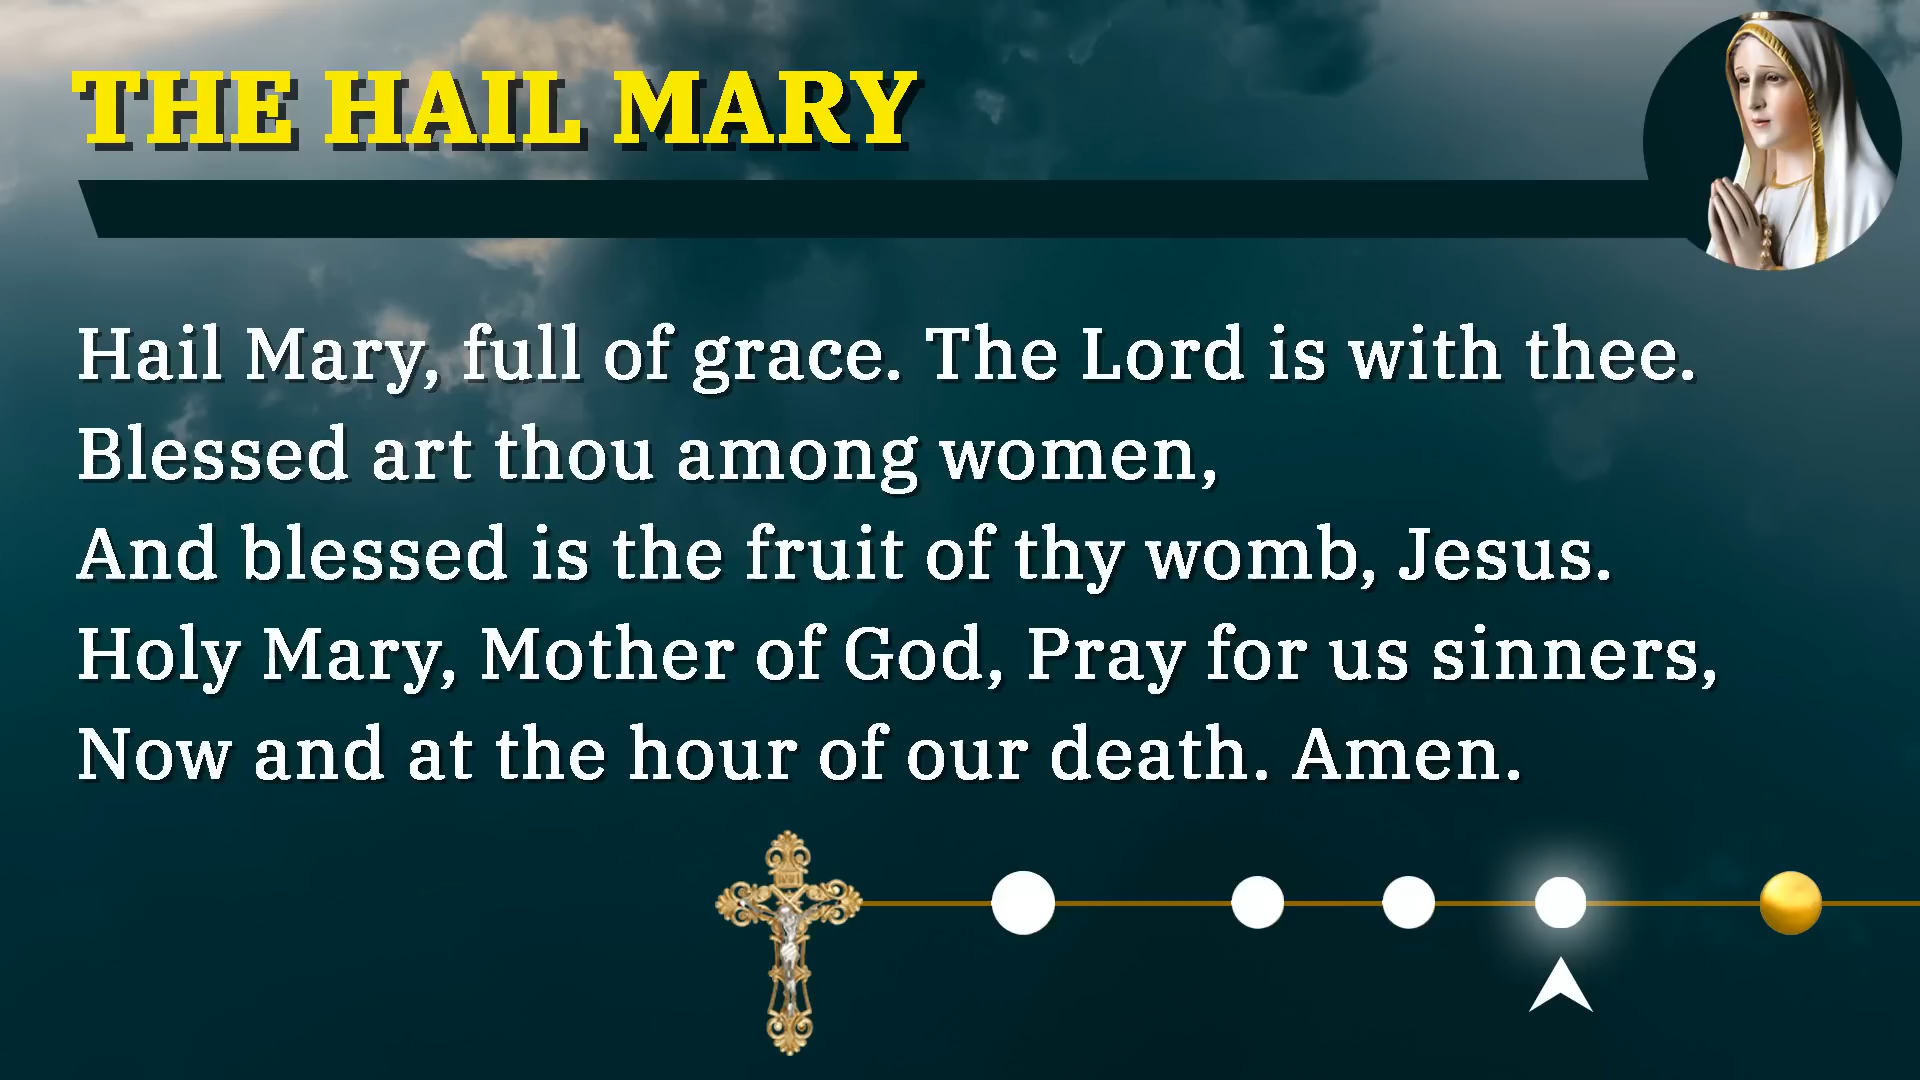 THE HAIL MARY
Hail Mary, full of grace. The Lord is with thee.
Blessed art thou among women,
And blessed is the fruit of thy womb, Jesus.
Holy Mary, Mother of God, Pray for us sinners,
Now and at the hour of our death. Amen.